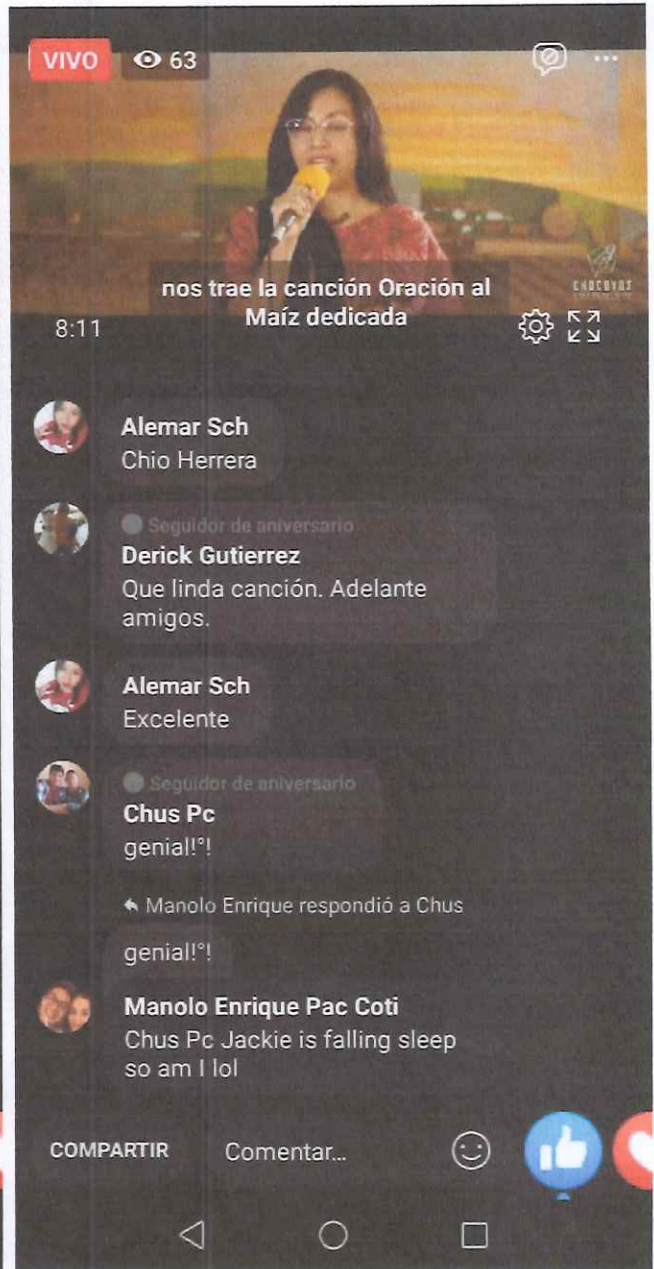 VIVO 63
nos trae la canción Oración al
Maíz dedicada
CHOCOYOS
8:11
Alemar Sch
Chio Herrera
Seguidor de aniversario
Derick Gutierrez
Que linda canción. Adelante
amigos.
Alemar Sch
Excelente
Seguidor de aniversario
Chus Pc
genial!°!
Manolo Enrique respondió a Chus
genial!°!
Manolo Enrique Pac Coti
Chus Pc Jackie is falling sleep
so am I lol
COMPARTIR Comentar...